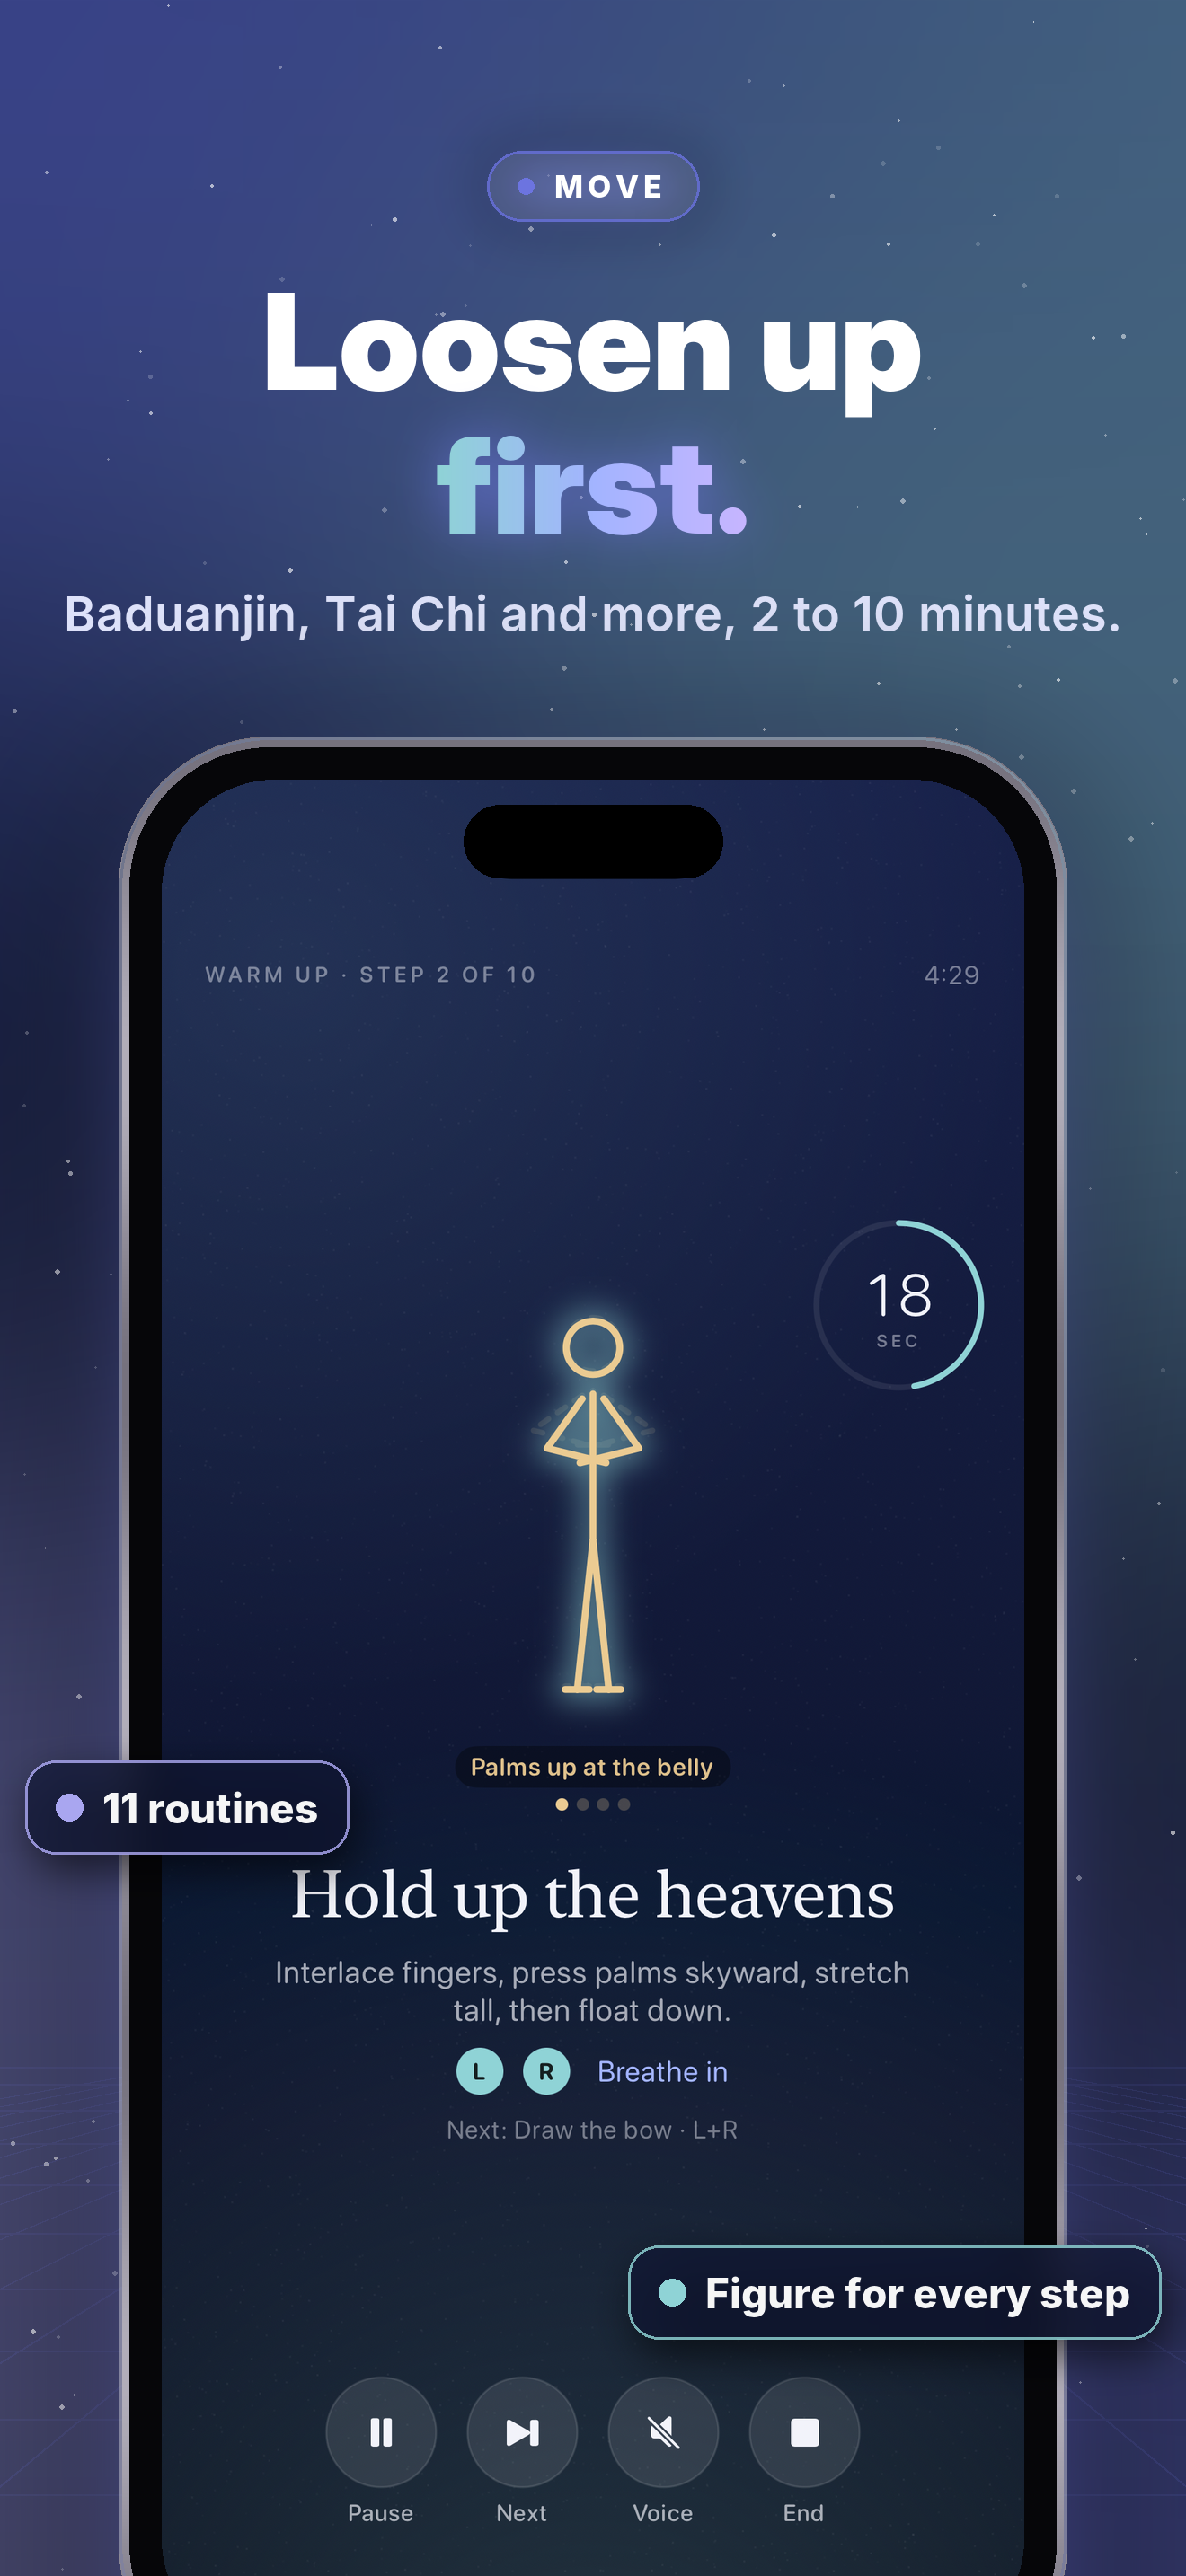 MOVE
Loosen up
first.
Baduanjin, Tai Chi and more, 2 to 10 minutes.
WARM UP · STEP 2 OF 10
4:29
18
SEC
Palms up at the belly
11 routines
Hold up the heavens
Interlace fingers, press palms skyward, stretch
tall, then float down.
L R Breathe in
Next: Draw the bow · L+R
Figure for every step
Pause Next Voice End